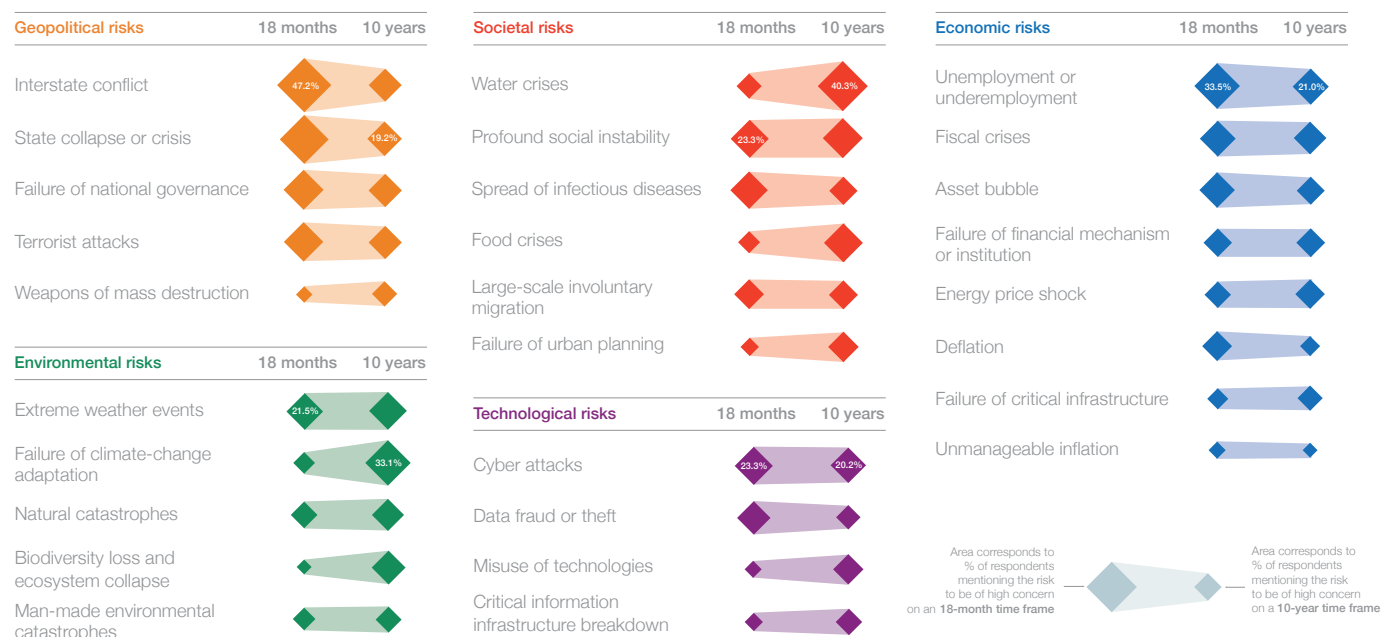 Geopolitical risks 18 months 10 years
Interstate conflict 47.2%
State collapse or crisis 19.2%
Failure of national governance
Terrorist attacks
Weapons of mass destruction
Environmental risks 18 months 10 years
Extreme weather events 21.5%
Failure of climate-change
adaptation 33.1%
Natural catastrophes
Biodiversity loss and
ecosystem collapse
Man-made environmental
catastrophes
Societal risks 18 months 10 years
Water crises 40.3%
Profound social instability 23.3%
Spread of infectious diseases
Food crises
Large-scale involuntary
migration
Failure of urban planning
Technological risks 18 months 10 years
Cyber attacks 23.3% 20.2%
Data fraud or theft
Misuse of technologies
Critical information
infrastructure breakdown
Economic risks 18 months 10 years
Unemployment or
underemployment 33.5% 21.0%
Fiscal crises
Asset bubble
Failure of financial mechanism
or institution
Energy price shock
Deflation
Failure of critical infrastructure
Unmanageable inflation
Area corresponds to
% of respondents
mentioning the risk
to be of high concern
on an 18-month time frame
Area corresponds to
% of respondents
mentioning the risk
to be of high concern
on a 10-year time frame